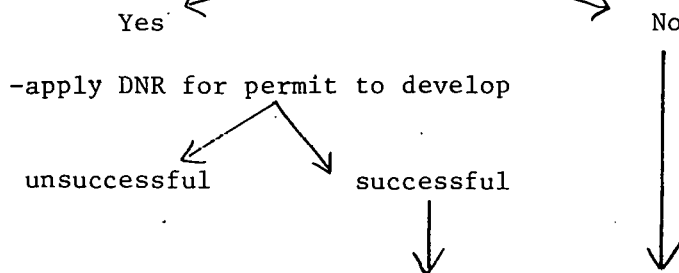 Yes No
-apply DNR for permit to develop
unsuccessful successful